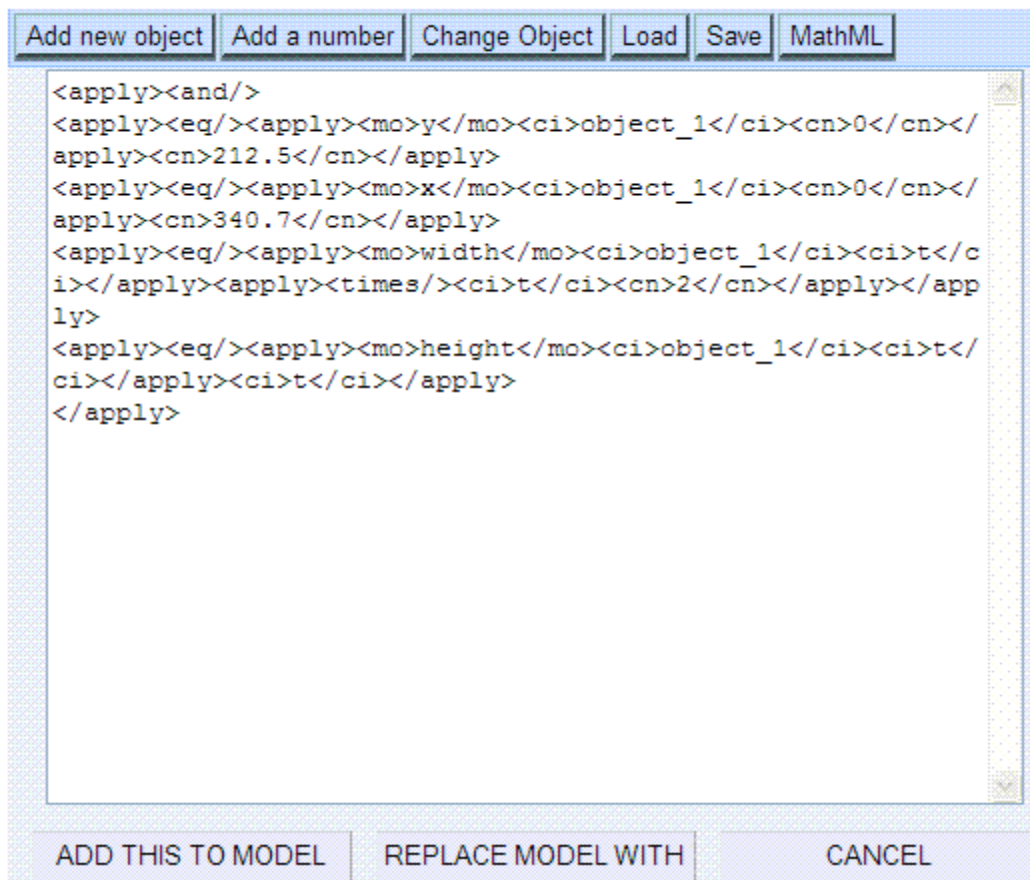 Add new object Add a number Change Object Load Save MathML
<apply><and/>
<apply><eq/><apply><mo>y</mo><ci>object_1</ci><cn>0</cn></
apply><cn>212.5</cn></apply>
<apply><eq/><apply><mo>x</mo><ci>object_1</ci><cn>0</cn></
apply><cn>340.7</cn></apply>
<apply><eq/><apply><mo>width</mo><ci>object_1</ci><ci>t</c
i></apply><apply><times/><ci>t</ci><cn>2</cn></apply></app
ly>
<apply><eq/><apply><mo>height</mo><ci>object_1</ci><ci>t</
ci></apply><ci>t</ci></apply>
</apply>
ADD THIS TO MODEL REPLACE MODEL WITH CANCEL